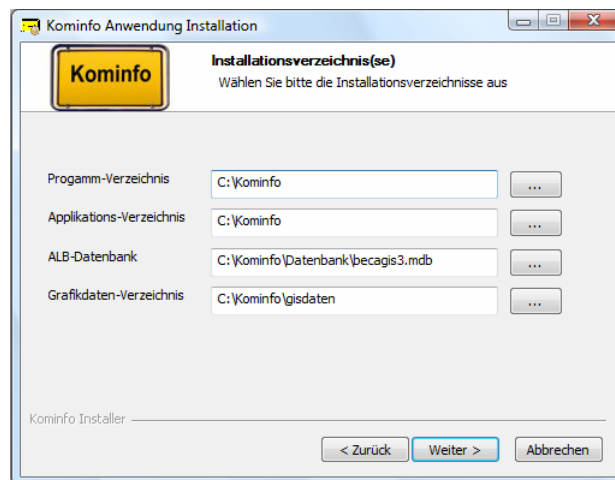 Kominfo Anwendung Installation
Kominfo
Installationsverzeichnis(se)
Wählen Sie bitte die Installationsverzeichnisse aus
Progamm-Verzeichnis
C:\Kominfo
...
Applikations-Verzeichnis
C:\Kominfo
...
ALB-Datenbank
C:\Kominfo\Datenbank\becagis3.mdb
...
Grafikdaten-Verzeichnis
C:\Kominfo\gisdaten
...
Kominfo Installer
< Zurück
Weiter >
Abbrechen